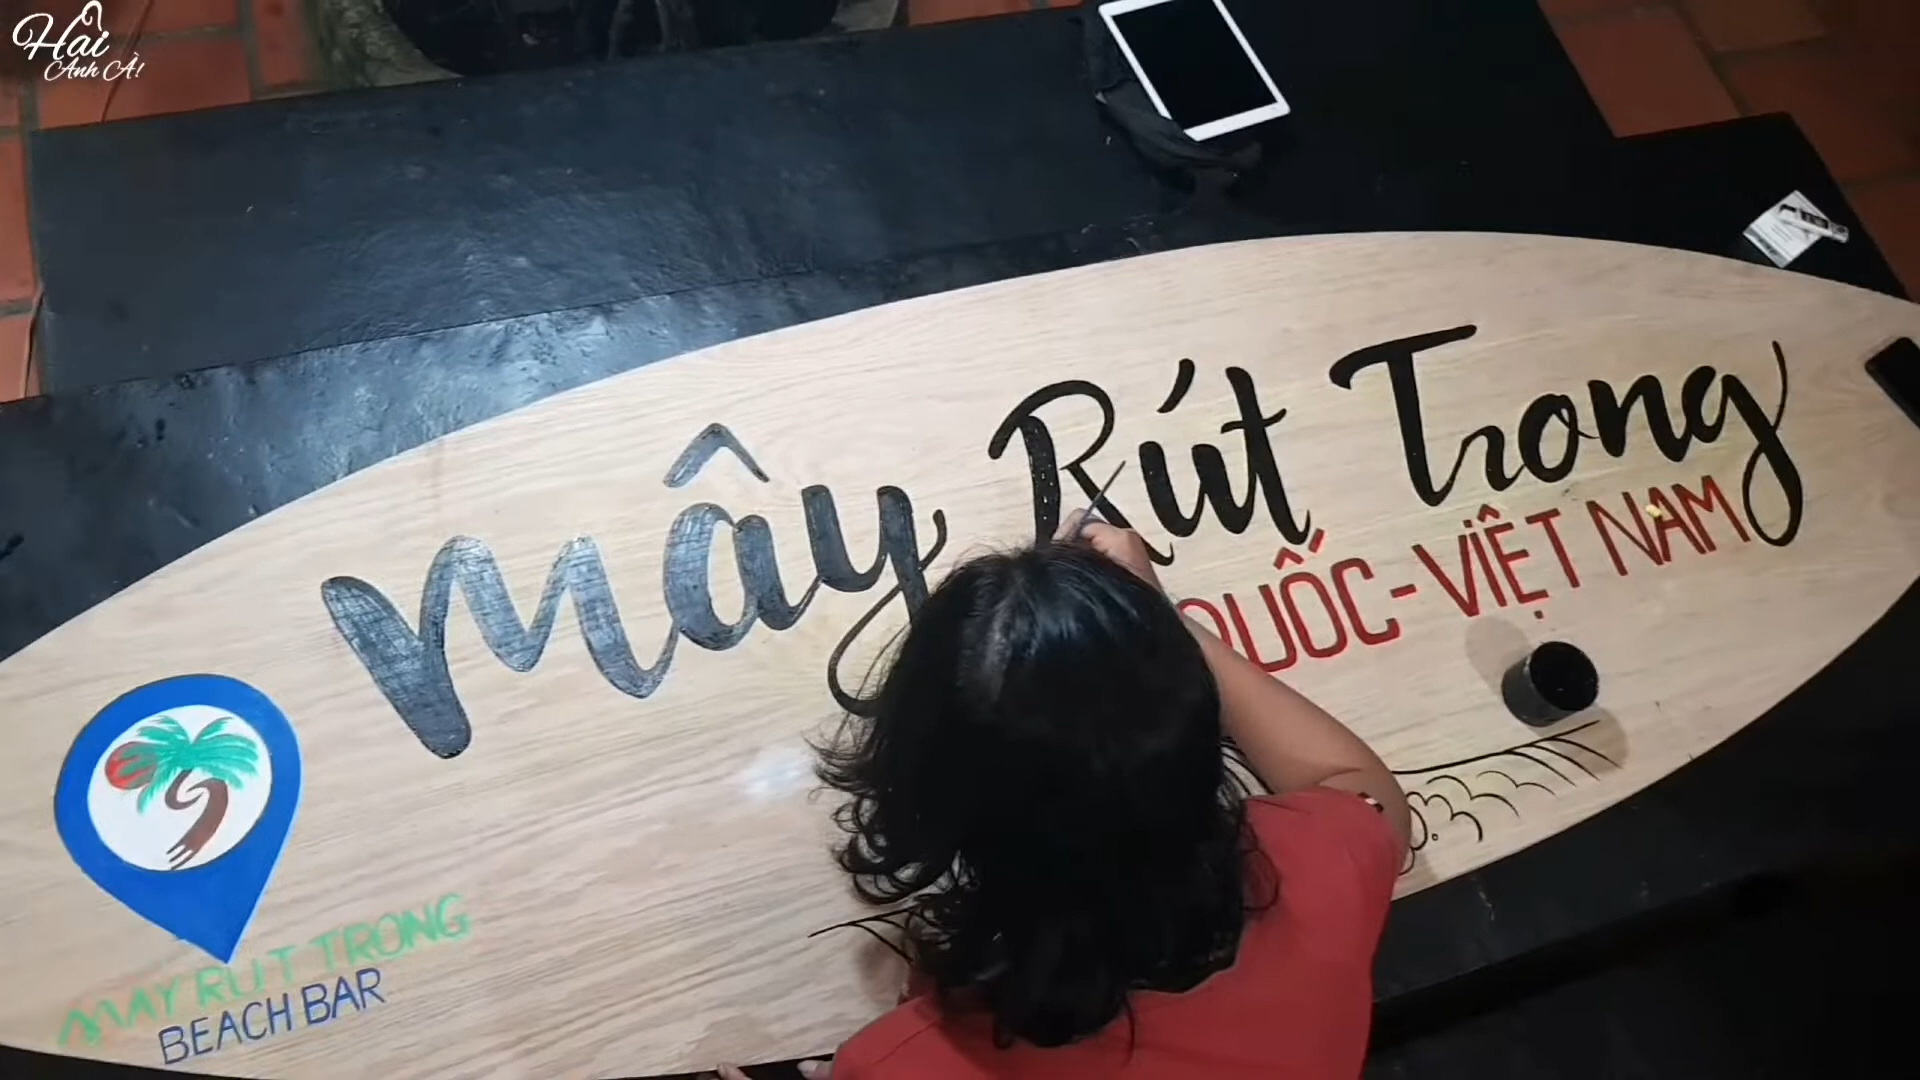 Hải
Anh À!
Mây Rút Trong
QUỐC - VIỆT NAM
MAY RUT TRONG
BEACH BAR